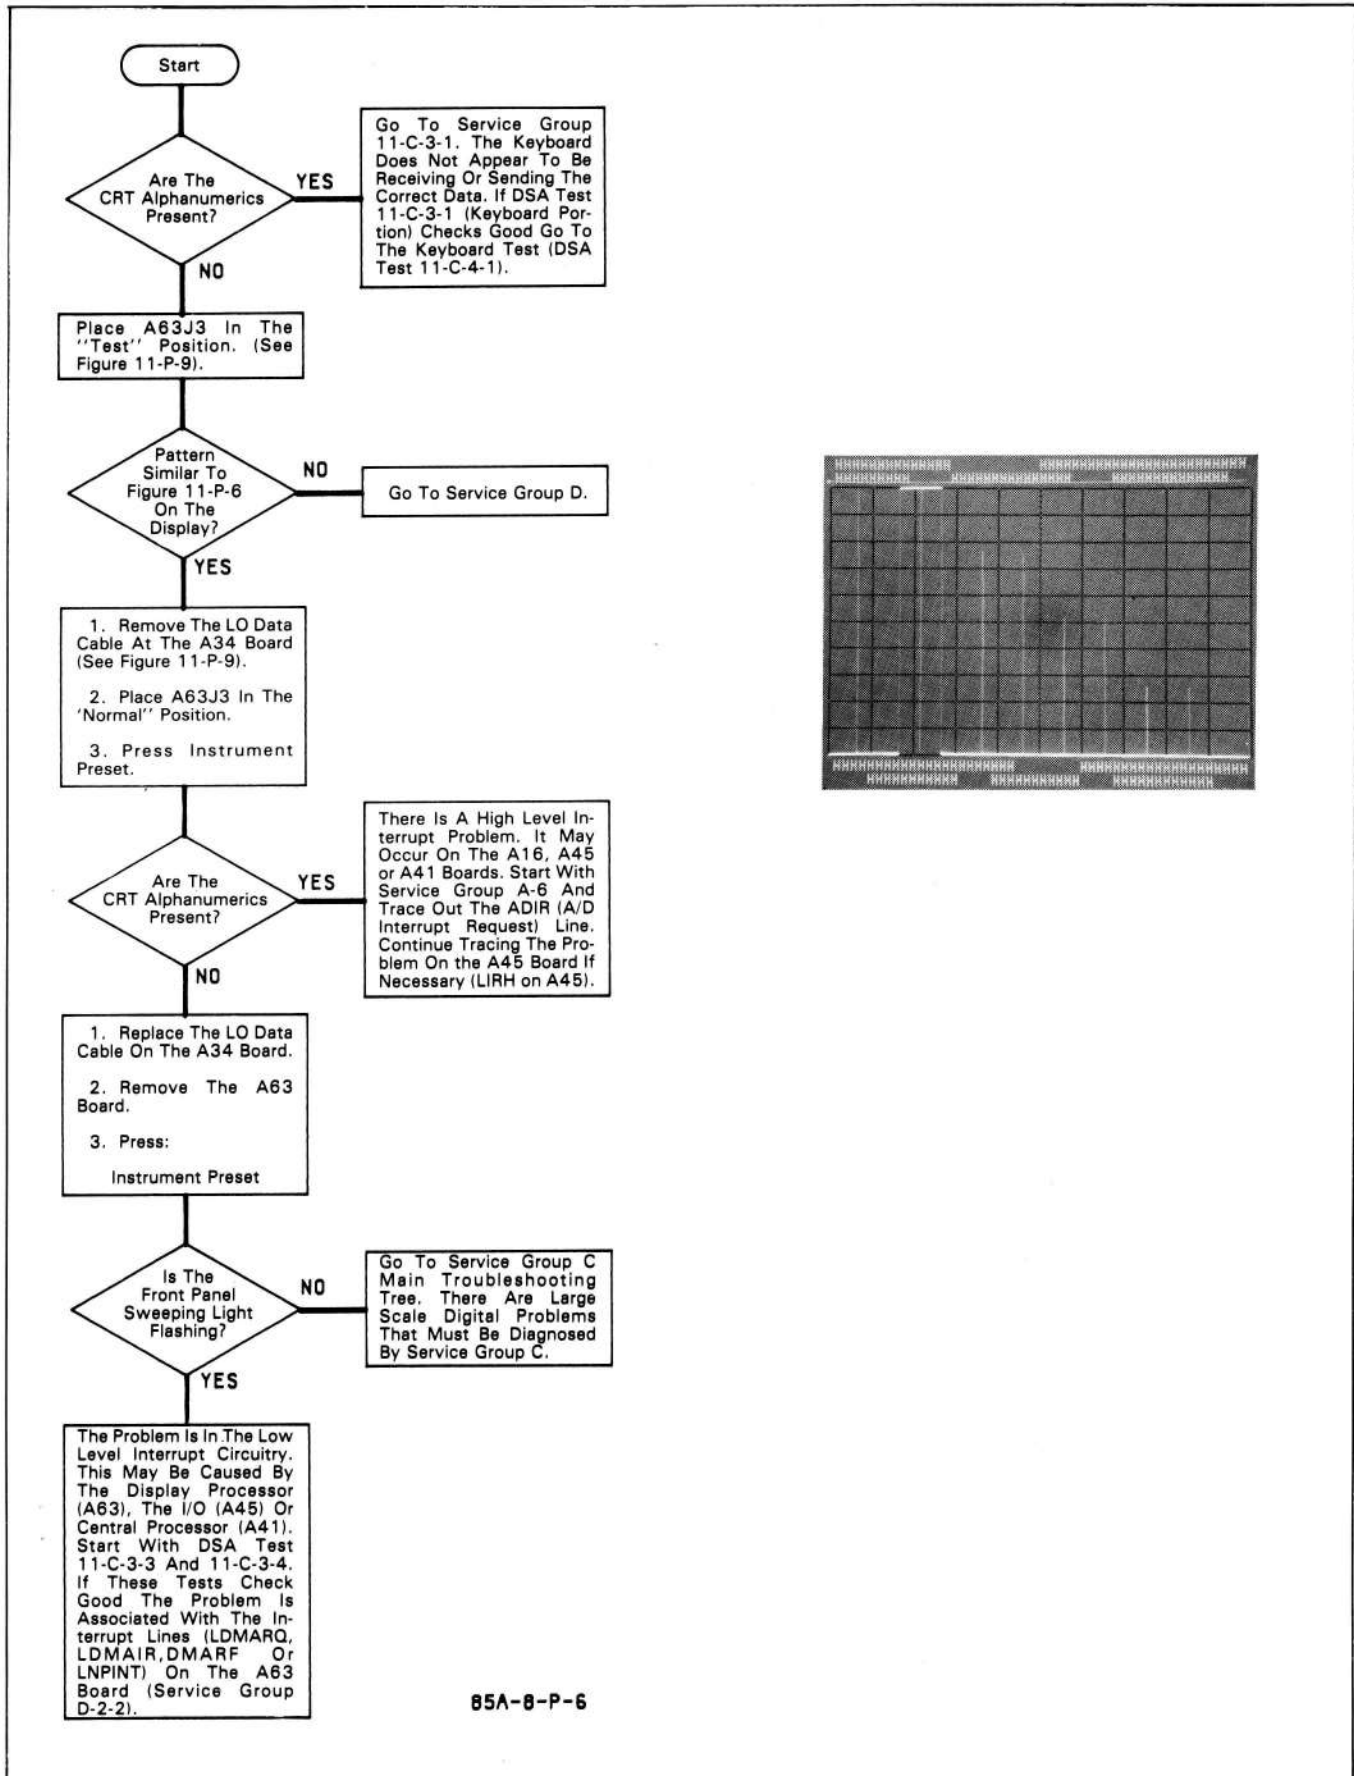 Start
Are The
CRT Alphanumerics
Present?
YES
Go To Service Group
11-C-3-1. The Keyboard
Does Not Appear To Be
Receiving Or Sending The
Correct Data. If DSA Test
11-C-3-1 (Keyboard Por-
tion) Checks Good Go To
The Keyboard Test (DSA
Test 11-C-4-1).
NO
Place A63J3 In The
''Test'' Position. (See
Figure 11-P-9).
Pattern
Similar To
Figure 11-P-6
On The
Display?
NO
Go To Service Group D.
YES
1. Remove The LO Data
Cable At The A34 Board
(See Figure 11-P-9).
2. Place A63J3 In The
'Normal'' Position.
3. Press Instrument
Preset.
Are The
CRT Alphanumerics
Present?
YES
There Is A High Level In-
terrupt Problem. It May
Occur On The A16, A45
or A41 Boards. Start With
Service Group A-6 And
Trace Out The ADIR (A/D
Interrupt Request) Line.
Continue Tracing The Pro-
blem On the A45 Board If
Necessary (LIRH on A45).
NO
1. Replace The LO Data
Cable On The A34 Board.
2. Remove The A63
Board.
3. Press:
Instrument Preset
Is The
Front Panel
Sweeping Light
Flashing?
NO
Go To Service Group C
Main Troubleshooting
Tree. There Are Large
Scale Digital Problems
That Must Be Diagnosed
By Service Group C.
YES
The Problem Is In The Low
Level Interrupt Circuitry.
This May Be Caused By
The Display Processor
(A63), The I/O (A45) Or
Central Processor (A41).
Start With DSA Test
11-C-3-3 And 11-C-3-4.
If These Tests Check
Good The Problem Is
Associated With The In-
terrupt Lines (LDMARQ,
LDMAIR,DMARF Or
LNPINT) On The A63
Board (Service Group
D-2-2).
85A-8-P-6